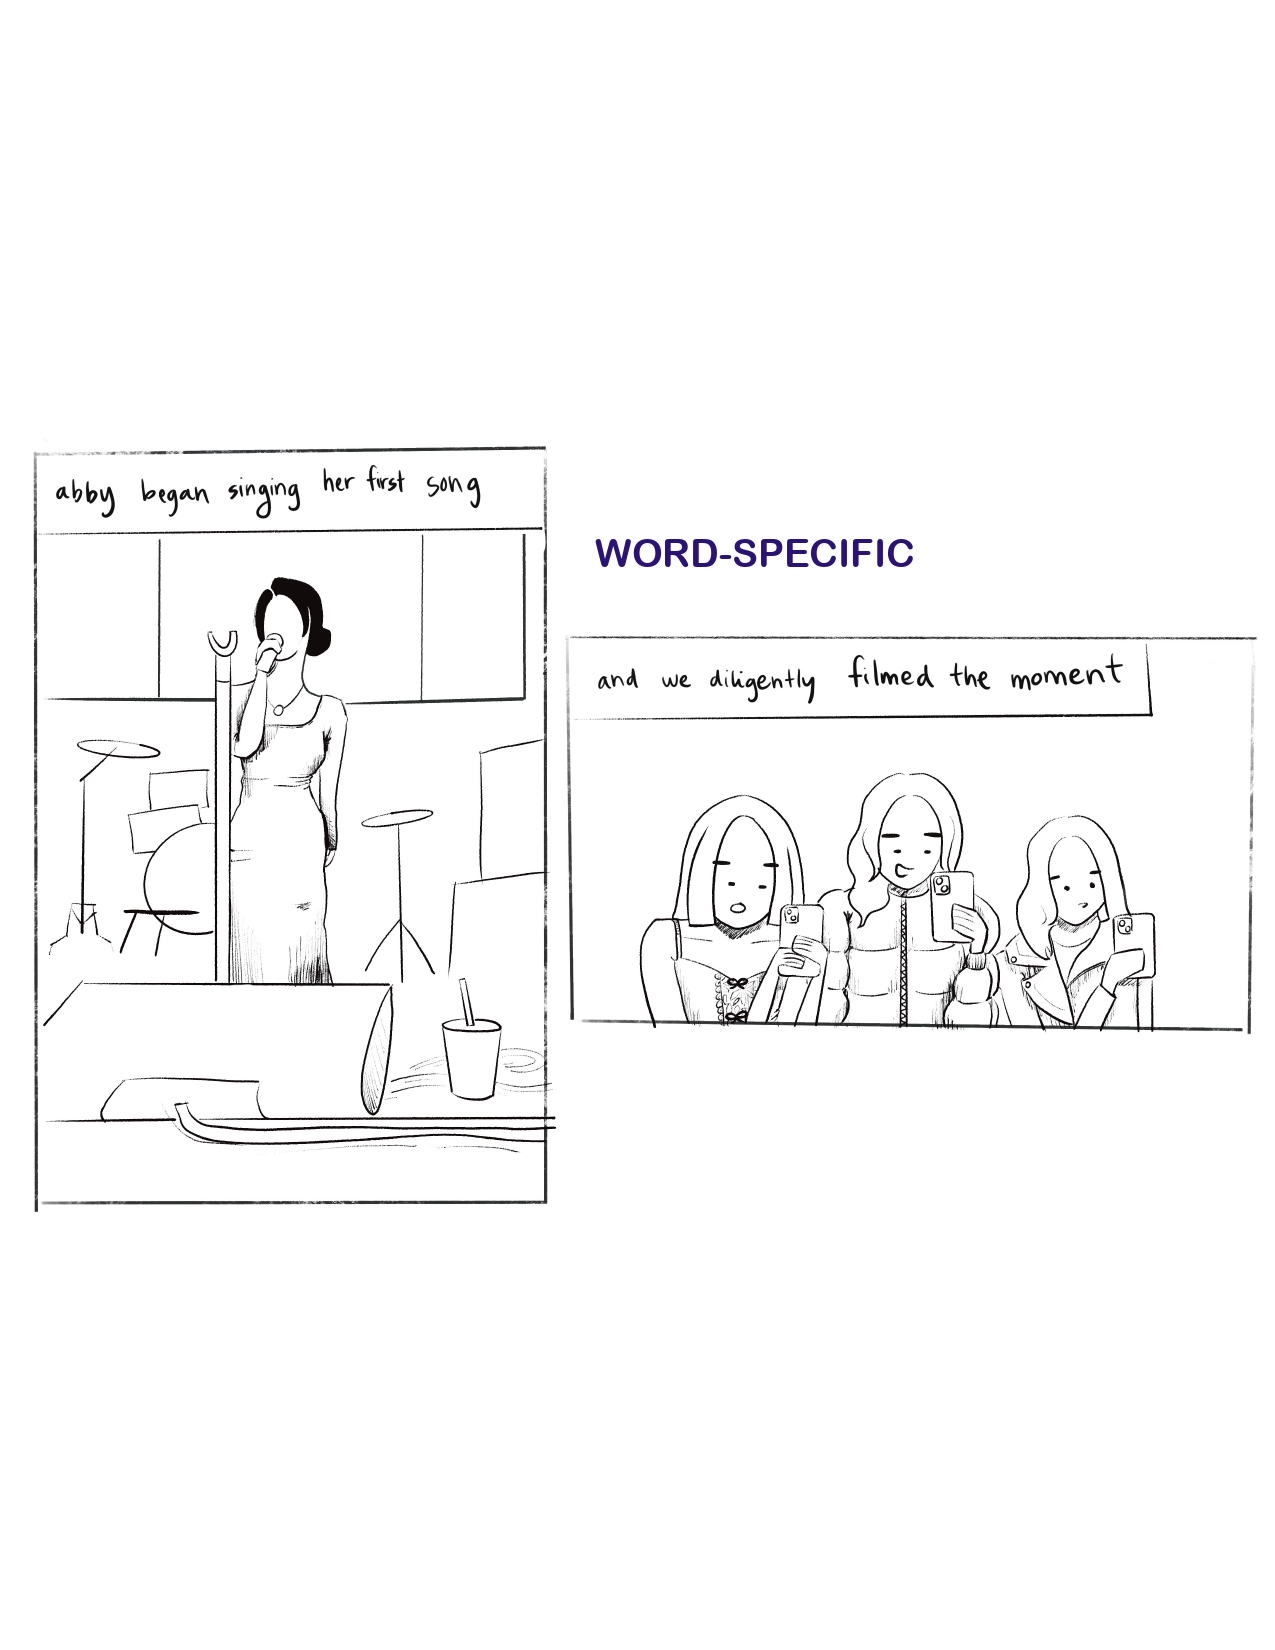 abby began singing her first song
WORD-SPECIFIC
and we diligently filmed the moment